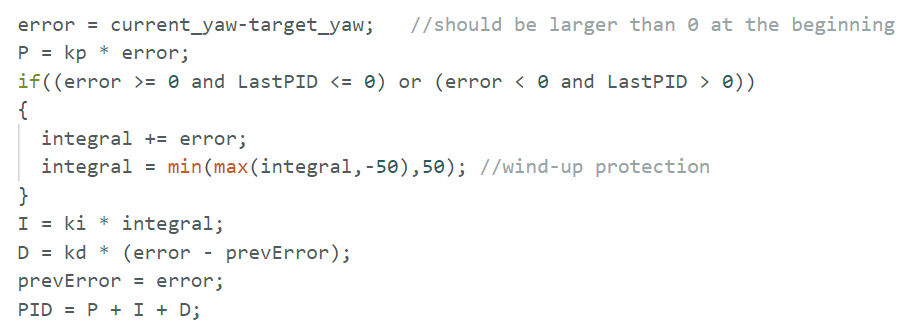 error = current_yaw-target_yaw;   //should be larger than 0 at the beginning
P = kp * error;
if((error >= 0 and LastPID <= 0) or (error < 0 and LastPID > 0))
{
  integral += error;
  integral = min(max(integral,-50),50); //wind-up protection
}
I = ki * integral;
D = kd * (error - prevError);
prevError = error;
PID = P + I + D;